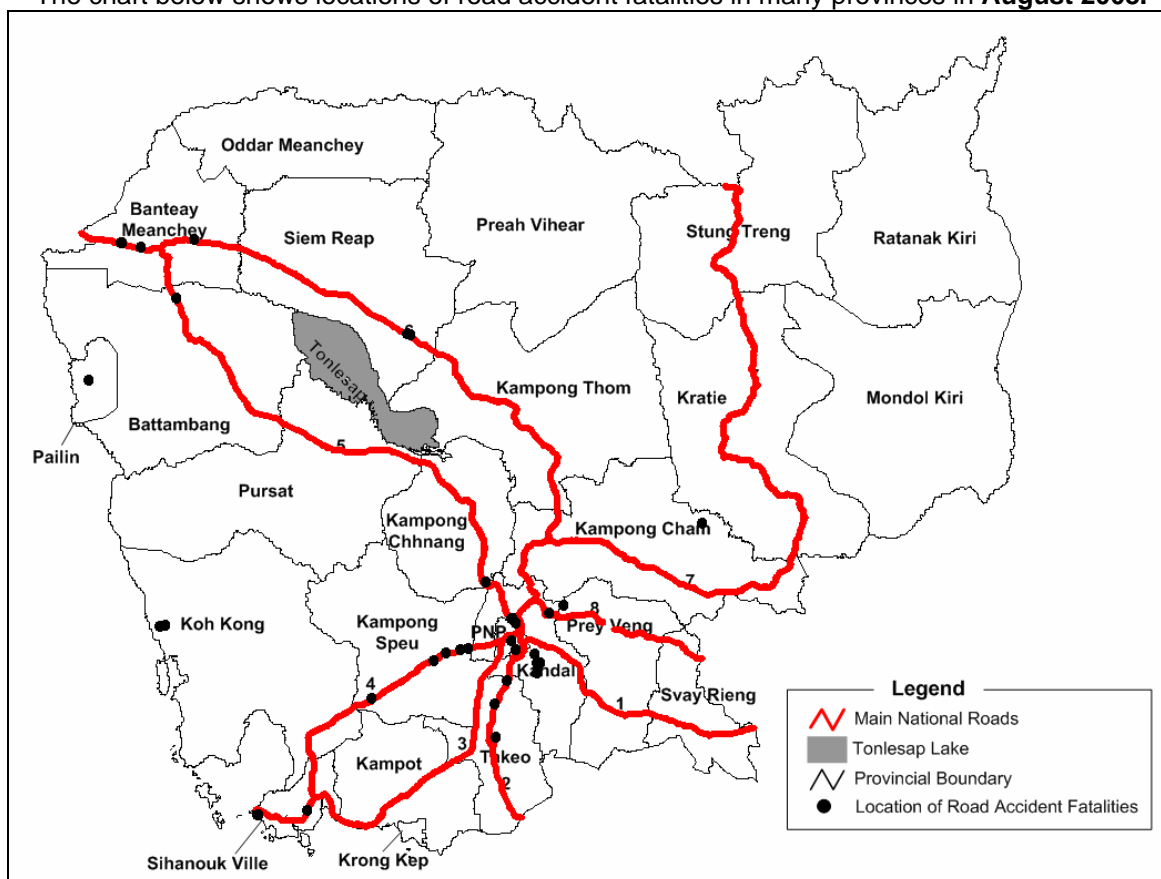 The chart below shows locations of road accident fatalities in many provinces in August 2005.
Oddar Meanchey
Banteay
Meanchey
Siem Reap
Preah Vihear
Stung Treng
Ratanak Kiri
6
Tonlesap
Kampong Thom
Kratie
Mondol Kiri
Battambang
5
Pailin
Pursat
Kampong
Chhnang
Kampong Cham
7
Koh Kong
Kampong
Speu
PNP
8
Prey Veng
Kandal
4
1
Svay Rieng
3
Kampot
Takeo
2
Sihanouk Ville
Krong Kep
Legend
Main National Roads
Tonlesap Lake
Provincial Boundary
Location of Road Accident Fatalities